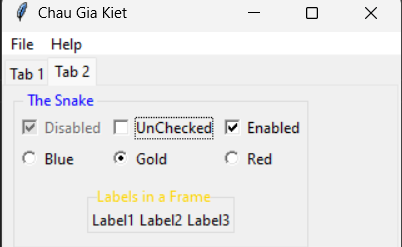 Chau Gia Kiet
File Help
Tab 1 Tab 2
The Snake
Disabled UnChecked Enabled
Blue Gold Red
Labels in a Frame
Label1 Label2 Label3